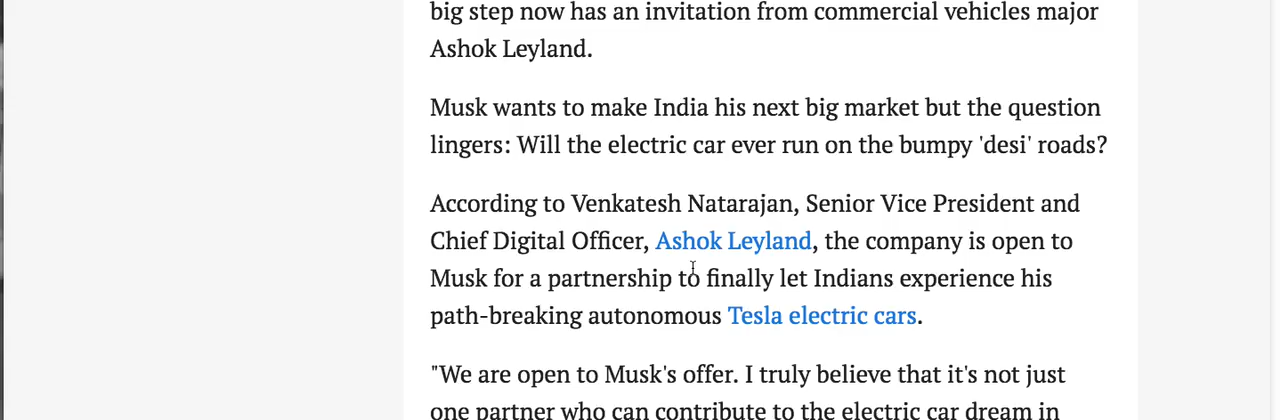 big step now has an invitation from commercial vehicles major
Ashok Leyland.
Musk wants to make India his next big market but the question
lingers: Will the electric car ever run on the bumpy 'desi' roads?
According to Venkatesh Natarajan, Senior Vice President and
Chief Digital Officer, Ashok Leyland, the company is open to
Musk for a partnership to finally let Indians experience his
path-breaking autonomous Tesla electric cars.
"We are open to Musk's offer. I truly believe that it's not just
one partner who can contribute to the electric car dream in